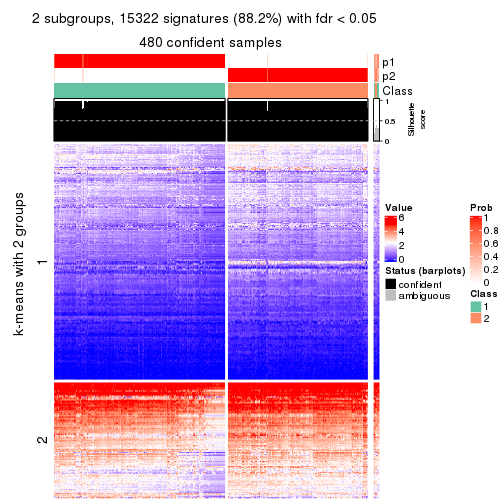 2 subgroups, 15322 signatures (88.2%) with fdr < 0.05
480 confident samples
p1
p2
Class
1
0.5
0
Silhouette
score
k-means with 2 groups
1
2
Value
6
4
2
0
Status (barplots)
confident
ambiguous
Prob
1
0.8
0.6
0.4
0.2
0
Class
1
2